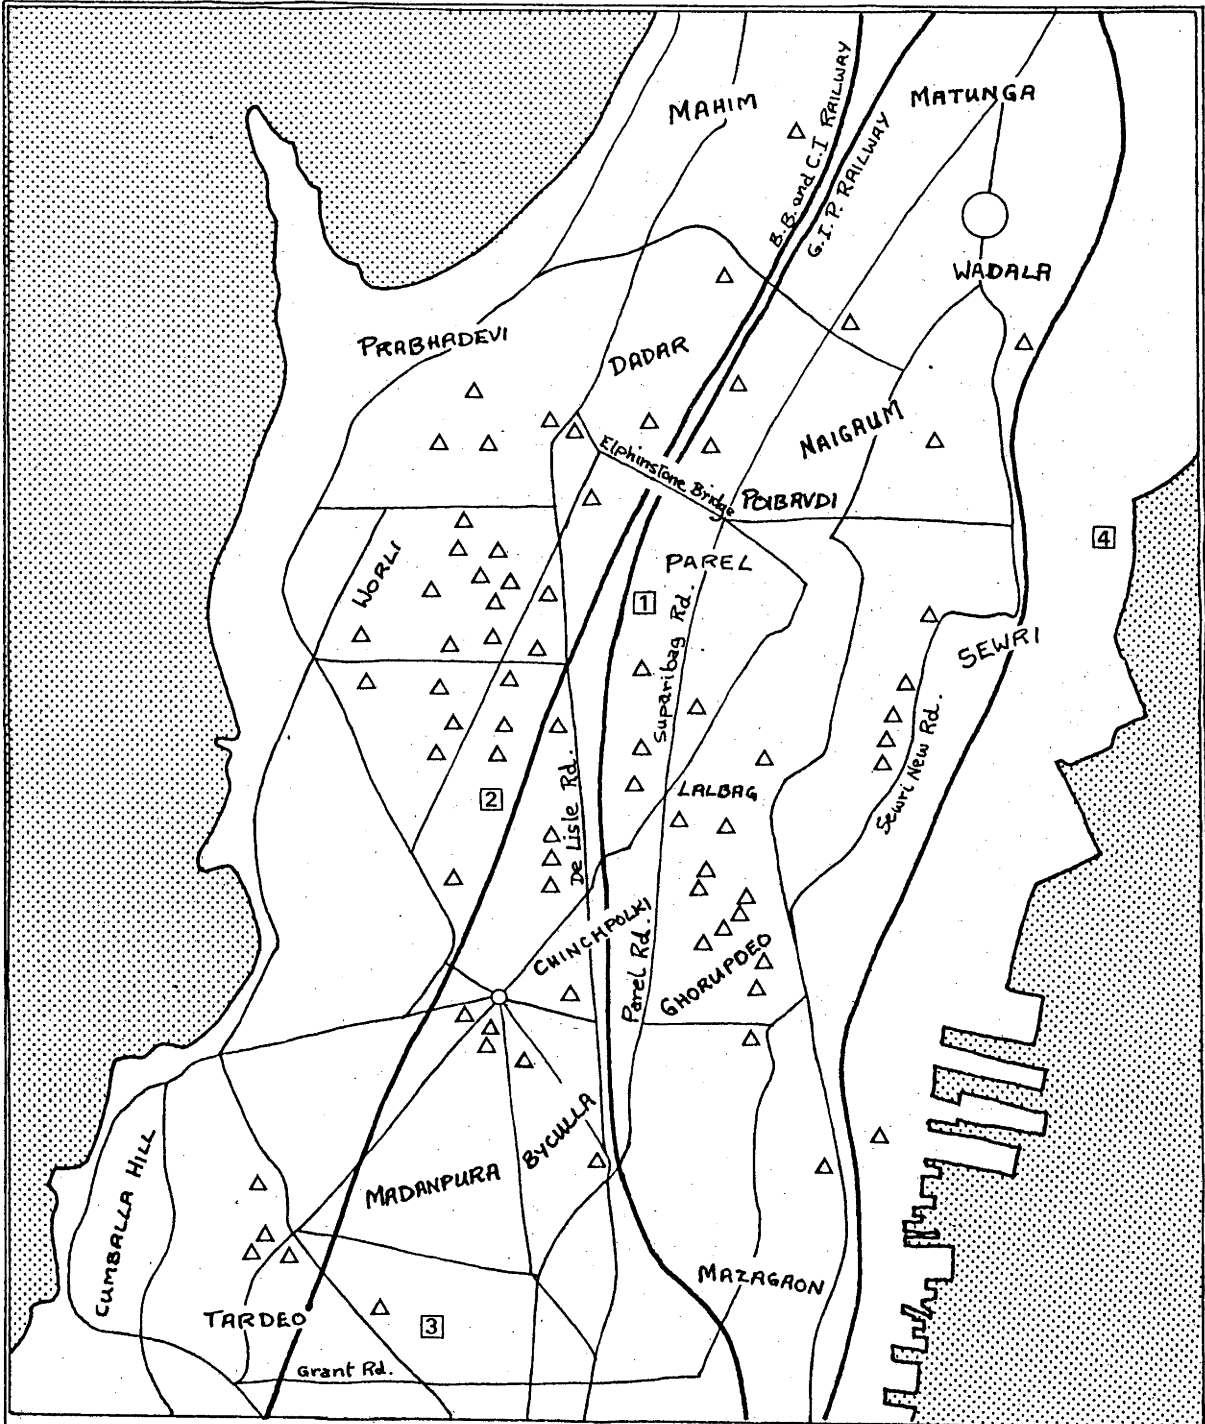 MAHIM
MATUNGA
B.B. and C.I RAILWAY
G.I.P. RAILWAY
WADALA
PRABHADEVI
DADAR
NAIGAUM
Elphinstone Bridge
POIBAVDI
4
WORLI
PAREL
1
Suparibag Rd.
SEWRI
2
De Lisle Rd.
LALBAG
Sewri New Rd.
CHINCHPOLKI
Parel Rd.
GHORUPDEO
BYCULLA
MADANPURA
CUMBALLA HILL
MAZAGAON
TARDEO
3
Grant Rd.